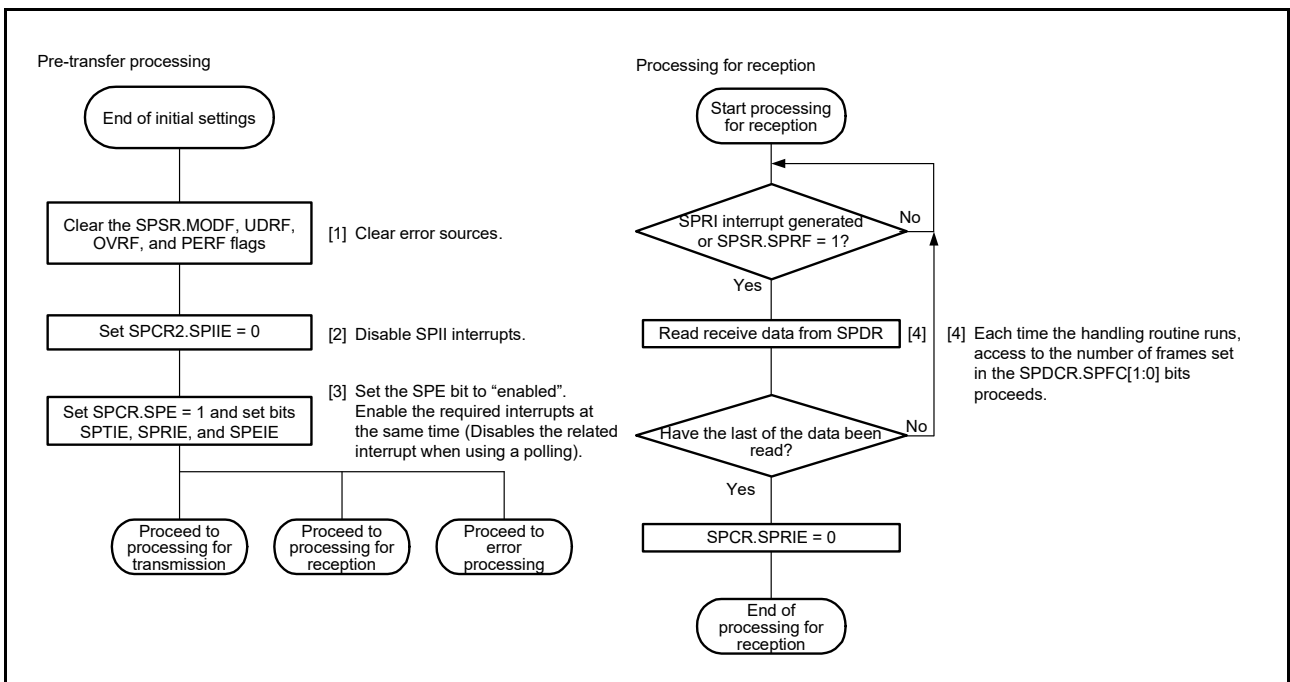 Pre-transfer processing
End of initial settings
Clear the SPSR.MODF, UDRF,
OVRF, and PERF flags
[1] Clear error sources.
Set SPCR2.SPIIE = 0
[2] Disable SPII interrupts.
Set SPCR.SPE = 1 and set bits
SPTIE, SPRIE, and SPEIE
[3] Set the SPE bit to “enabled”.
Enable the required interrupts at
the same time (Disables the related
interrupt when using a polling).
Proceed to
processing for
transmission
Proceed to
processing for
reception
Proceed to
error
processing
Processing for reception
Start processing
for reception
SPRI interrupt generated
or SPSR.SPRF = 1?
No
Yes
Read receive data from SPDR
[4]
[4] Each time the handling routine runs,
access to the number of frames set
in the SPDCR.SPFC[1:0] bits
proceeds.
Have the last of the data been
read?
No
Yes
SPCR.SPRIE = 0
End of
processing for
reception